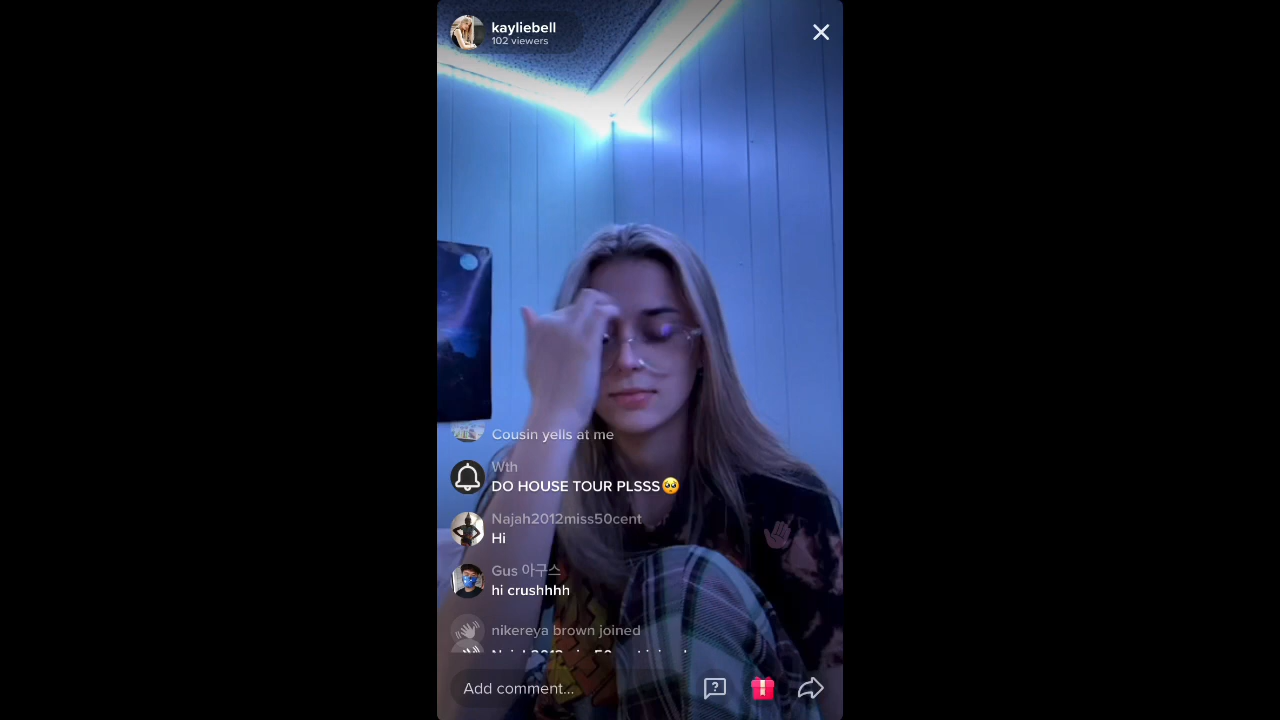 kayliebell
102 viewers
Cousin yells at me
Wth
DO HOUSE TOUR PLSSS🥺
Najah2012miss50cent
Hi
Gus 아구스
hi crushhhh
nikereya brown joined
Add comment...